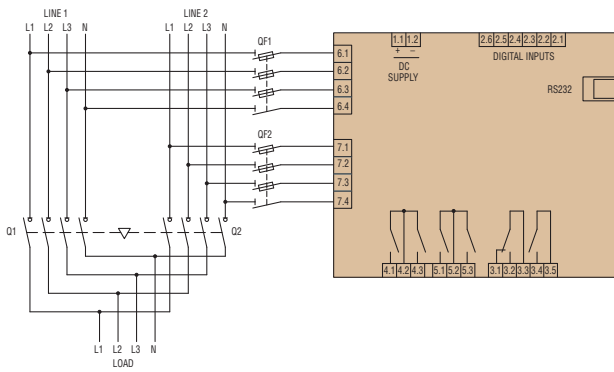 LINE 1 LINE 2
L1 L2 L3 N L1 L2 L3 N
QF1
6.1
6.2
6.3
6.4
QF2
7.1
7.2
7.3
7.4
1.1 1.2
+ –
DC
SUPPLY
2.6 2.5 2.4 2.3 2.2 2.1
DIGITAL INPUTS
RS232
Q1 Q2
4.1 4.2 4.3 5.1 5.2 5.3 3.1 3.2 3.3 3.4 3.5
L1 L2 L3 N
LOAD